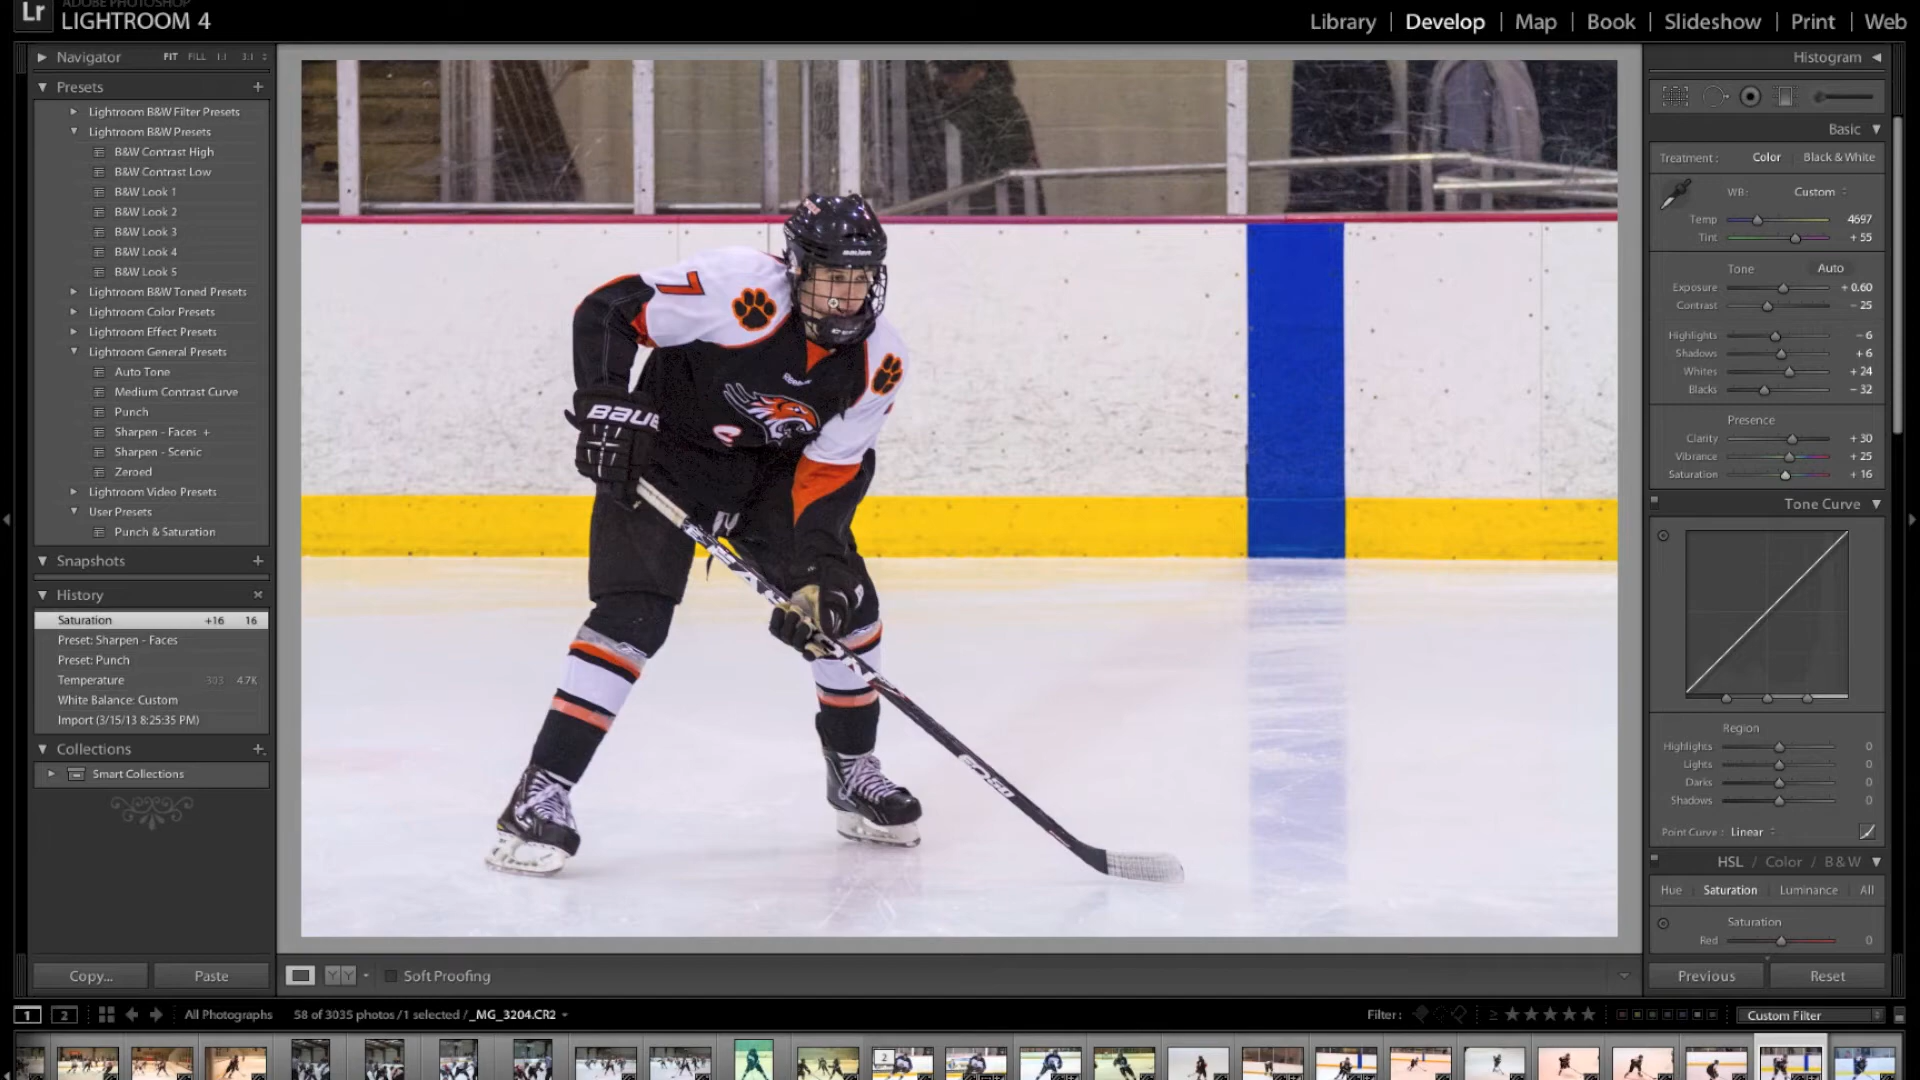 Lr
ADOBE PHOTOSHOP
LIGHTROOM 4
Library | Develop | Map | Book | Slideshow | Print | Web
Navigator FIT FILL 1:1 3:1
Presets +
Lightroom B&W Filter Presets
Lightroom B&W Presets
B&W Contrast High
B&W Contrast Low
B&W Look 1
B&W Look 2
B&W Look 3
B&W Look 4
B&W Look 5
Lightroom B&W Toned Presets
Lightroom Color Presets
Lightroom Effect Presets
Lightroom General Presets
Auto Tone
Medium Contrast Curve
Punch
Sharpen - Faces +
Sharpen - Scenic
Zeroed
Lightroom Video Presets
User Presets
Punch & Saturation
Snapshots +
History ×
Saturation +16 16
Preset: Sharpen - Faces
Preset: Punch
Temperature 303 4.7K
White Balance: Custom
Import (3/15/13 8:25:35 PM)
Collections +
Smart Collections
Copy... Paste
7
Reebok
BAUE
C
Histogram
Basic
Treatment : Color Black & White
WB: Custom
Temp 4697
Tint + 55
Tone Auto
Exposure + 0.60
Contrast – 25
Highlights – 6
Shadows + 6
Whites + 24
Blacks – 32
Presence
Clarity + 30
Vibrance + 25
Saturation + 16
Tone Curve
Region
Highlights 0
Lights 0
Darks 0
Shadows 0
Point Curve : Linear
HSL / Color / B & W
Hue Saturation Luminance All
Saturation
Red 0
Previous Reset
YY Soft Proofing
1 2 All Photographs 58 of 3035 photos /1 selected / _MG_3204.CR2 Filter : ≥ ★★★★★ Custom Filter
2